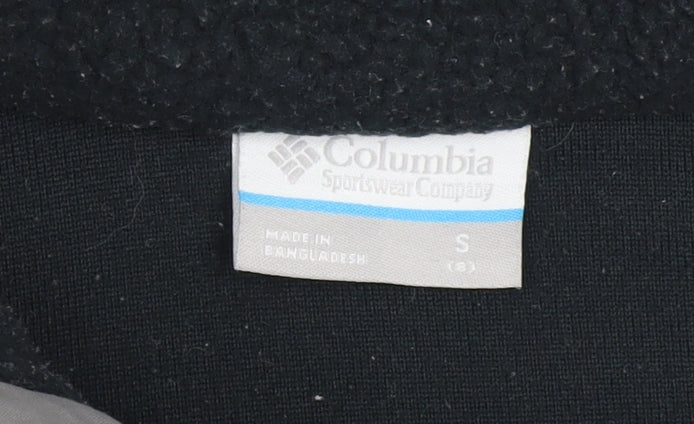 Columbia
Sportswear Company
MADE IN
BANGLADESH
S
(S)